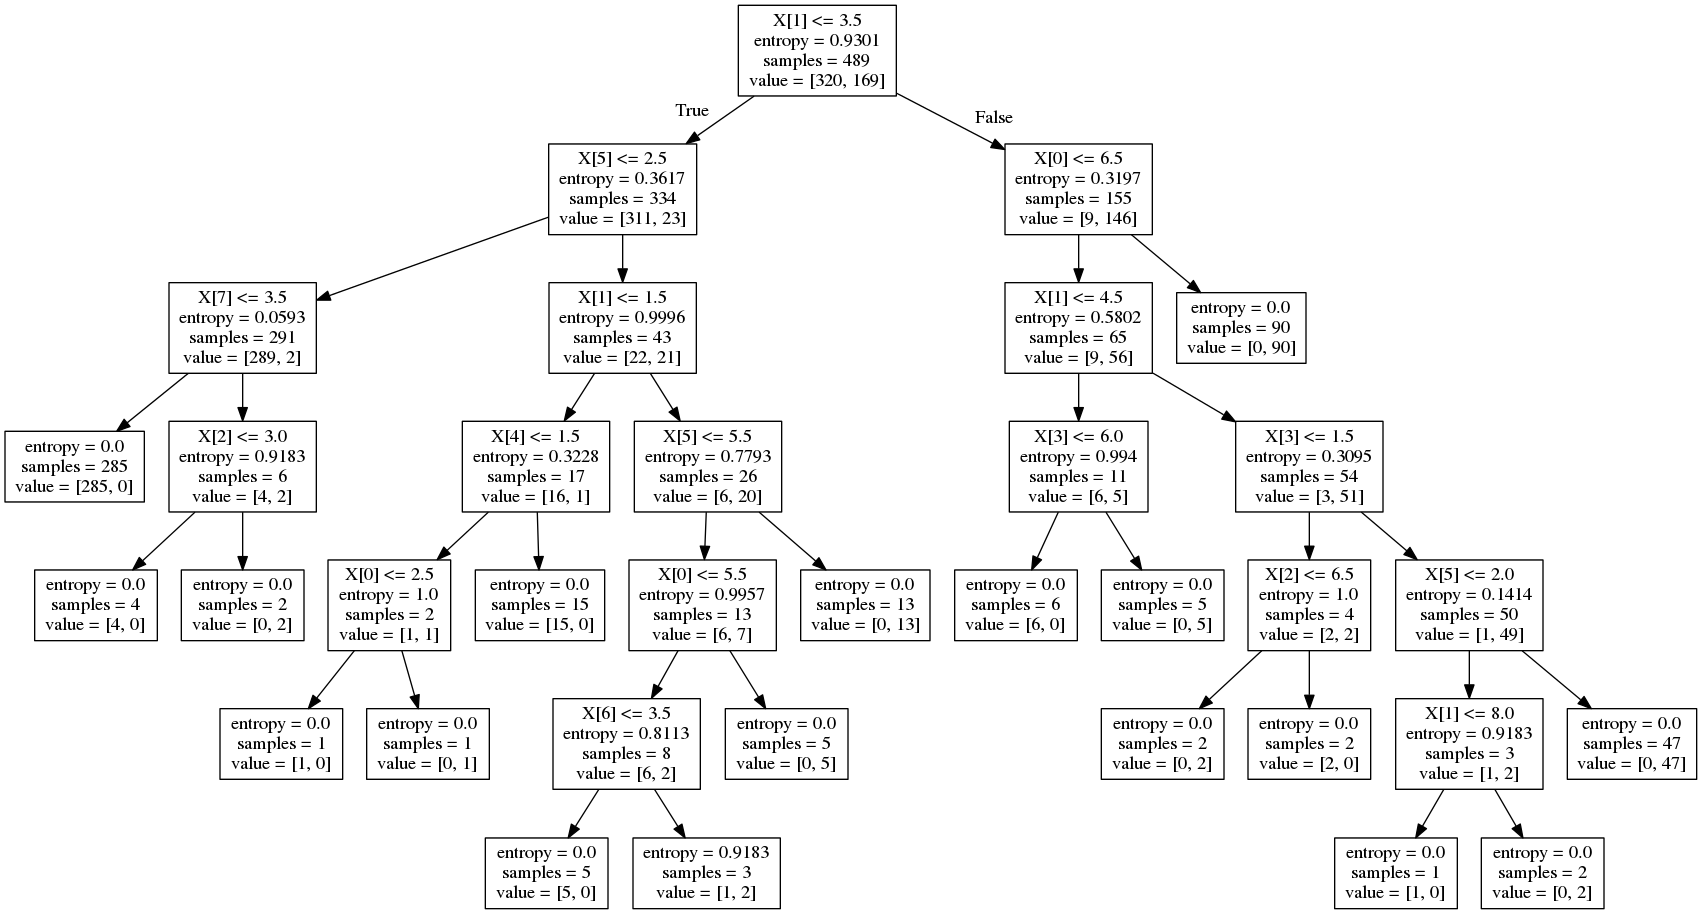 X[1] <= 3.5
entropy = 0.9301
samples = 489
value = [320, 169]
True
False
X[5] <= 2.5
entropy = 0.3617
samples = 334
value = [311, 23]
X[0] <= 6.5
entropy = 0.3197
samples = 155
value = [9, 146]
X[7] <= 3.5
entropy = 0.0593
samples = 291
value = [289, 2]
X[1] <= 1.5
entropy = 0.9996
samples = 43
value = [22, 21]
X[1] <= 4.5
entropy = 0.5802
samples = 65
value = [9, 56]
entropy = 0.0
samples = 90
value = [0, 90]
entropy = 0.0
samples = 285
value = [285, 0]
X[2] <= 3.0
entropy = 0.9183
samples = 6
value = [4, 2]
X[4] <= 1.5
entropy = 0.3228
samples = 17
value = [16, 1]
X[5] <= 5.5
entropy = 0.7793
samples = 26
value = [6, 20]
X[3] <= 6.0
entropy = 0.994
samples = 11
value = [6, 5]
X[3] <= 1.5
entropy = 0.3095
samples = 54
value = [3, 51]
entropy = 0.0
samples = 4
value = [4, 0]
entropy = 0.0
samples = 2
value = [0, 2]
X[0] <= 2.5
entropy = 1.0
samples = 2
value = [1, 1]
entropy = 0.0
samples = 15
value = [15, 0]
X[0] <= 5.5
entropy = 0.9957
samples = 13
value = [6, 7]
entropy = 0.0
samples = 13
value = [0, 13]
entropy = 0.0
samples = 6
value = [6, 0]
entropy = 0.0
samples = 5
value = [0, 5]
X[2] <= 6.5
entropy = 1.0
samples = 4
value = [2, 2]
X[5] <= 2.0
entropy = 0.1414
samples = 50
value = [1, 49]
entropy = 0.0
samples = 1
value = [1, 0]
entropy = 0.0
samples = 1
value = [0, 1]
X[6] <= 3.5
entropy = 0.8113
samples = 8
value = [6, 2]
entropy = 0.0
samples = 5
value = [0, 5]
entropy = 0.0
samples = 2
value = [0, 2]
entropy = 0.0
samples = 2
value = [2, 0]
X[1] <= 8.0
entropy = 0.9183
samples = 3
value = [1, 2]
entropy = 0.0
samples = 47
value = [0, 47]
entropy = 0.0
samples = 5
value = [5, 0]
entropy = 0.9183
samples = 3
value = [1, 2]
entropy = 0.0
samples = 1
value = [1, 0]
entropy = 0.0
samples = 2
value = [0, 2]